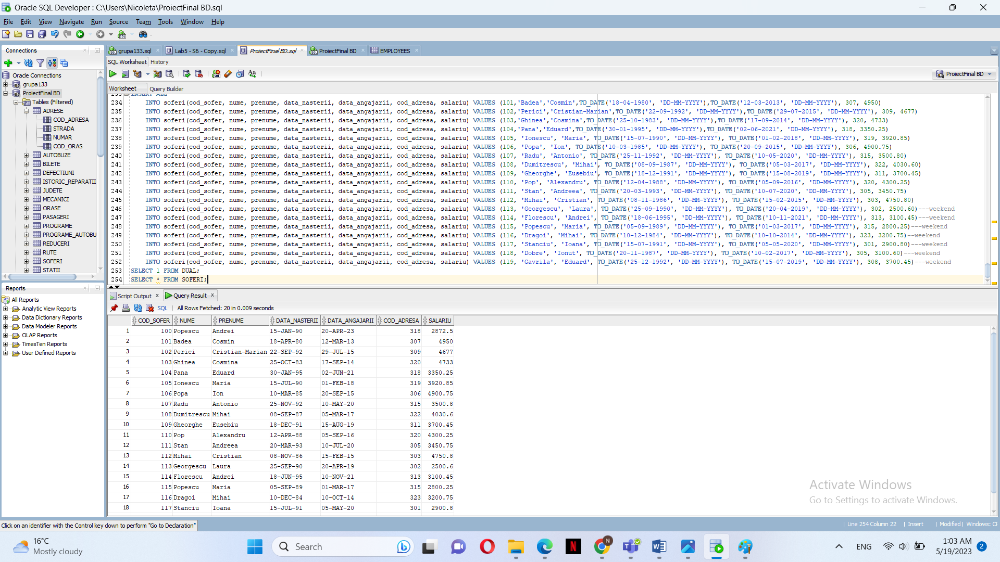 Oracle SQL Developer : C:\Users\Nicoleta\ProiectFinal BD.sql
File Edit View Navigate Run Source Team Tools Window Help
Connections
Oracle Connections
grupa133
ProiectFinal BD
Tables (Filtered)
ADRESE
COD_ADRESA
STRADA
NUMAR
COD_ORAS
AUTOBUZE
BILETE
DEFECTIUNI
ISTORIC_REPARATII
JUDETE
MECANICI
ORASE
PASAGERI
PROGRAME
PROGRAME_AUTOBU
REDUCERI
RUTE
SOFERI
STATII
Reports
All Reports
Analytic View Reports
Data Dictionary Reports
Data Modeler Reports
OLAP Reports
TimesTen Reports
User Defined Reports
grupa133.sql Lab5 - S6 - Copy.sql ProiectFinal BD.sql ProiectFinal BD EMPLOYEES
SQL Worksheet History
ProiectFinal BD
Worksheet Query Builder
234 INTO soferi(cod_sofer, nume, prenume, data_nasterii, data_angajarii, cod_adresa, salariu) VALUES (101,'Badea','Cosmin',TO_DATE('18-04-1980', 'DD-MM-YYYY'),TO_DATE('12-03-2013', 'DD-MM-YYYY'), 307, 4950)
235 INTO soferi(cod_sofer, nume, prenume, data_nasterii, data_angajarii, cod_adresa, salariu) VALUES (102,'Perici','Cristian-Marian',TO_DATE('22-09-1992', 'DD-MM-YYYY'),TO_DATE('29-07-2015', 'DD-MM-YYYY'), 309, 4677)
236 INTO soferi(cod_sofer, nume, prenume, data_nasterii, data_angajarii, cod_adresa, salariu) VALUES (103,'Ghinea','Cosmina',TO_DATE('25-10-1983', 'DD-MM-YYYY'),TO_DATE('17-09-2014', 'DD-MM-YYYY'), 320, 4733)
237 INTO soferi(cod_sofer, nume, prenume, data_nasterii, data_angajarii, cod_adresa, salariu) VALUES (104,'Pana','Eduard',TO_DATE('30-01-1995', 'DD-MM-YYYY'),TO_DATE('02-06-2021', 'DD-MM-YYYY'), 318, 3350.25)
238 INTO soferi(cod_sofer, nume, prenume, data_nasterii, data_angajarii, cod_adresa, salariu) VALUES (105, 'Ionescu', 'Maria', TO_DATE('15-07-1990', 'DD-MM-YYYY'), TO_DATE('01-02-2018', 'DD-MM-YYYY'), 319, 3920.85)
239 INTO soferi(cod_sofer, nume, prenume, data_nasterii, data_angajarii, cod_adresa, salariu) VALUES (106, 'Popa', 'Ion', TO_DATE('10-03-1985', 'DD-MM-YYYY'), TO_DATE('20-09-2015', 'DD-MM-YYYY'), 306, 4900.75)
240 INTO soferi(cod_sofer, nume, prenume, data_nasterii, data_angajarii, cod_adresa, salariu) VALUES (107, 'Radu', 'Antonio', TO_DATE('25-11-1992', 'DD-MM-YYYY'), TO_DATE('10-05-2020', 'DD-MM-YYYY'), 315, 3500.80)
241 INTO soferi(cod_sofer, nume, prenume, data_nasterii, data_angajarii, cod_adresa, salariu) VALUES (108, 'Dumitrescu', 'Mihai', TO_DATE('08-09-1987', 'DD-MM-YYYY'), TO_DATE('05-03-2017', 'DD-MM-YYYY'), 322, 4030.60)
242 INTO soferi(cod_sofer, nume, prenume, data_nasterii, data_angajarii, cod_adresa, salariu) VALUES (109, 'Gheorghe', 'Eusebiu', TO_DATE('18-12-1991', 'DD-MM-YYYY'), TO_DATE('15-08-2019', 'DD-MM-YYYY'), 311, 3700.45)
243 INTO soferi(cod_sofer, nume, prenume, data_nasterii, data_angajarii, cod_adresa, salariu) VALUES (110, 'Pop', 'Alexandru', TO_DATE('12-04-1988', 'DD-MM-YYYY'), TO_DATE('05-09-2016', 'DD-MM-YYYY'), 320, 4300.25)
244 INTO soferi(cod_sofer, nume, prenume, data_nasterii, data_angajarii, cod_adresa, salariu) VALUES (111, 'Stan', 'Andreea', TO_DATE('20-03-1993', 'DD-MM-YYYY'), TO_DATE('10-07-2020', 'DD-MM-YYYY'), 305, 3450.75)
245 INTO soferi(cod_sofer, nume, prenume, data_nasterii, data_angajarii, cod_adresa, salariu) VALUES (112, 'Mihai', 'Cristian', TO_DATE('08-11-1986', 'DD-MM-YYYY'), TO_DATE('15-02-2015', 'DD-MM-YYYY'), 303, 4750.80)
246 INTO soferi(cod_sofer, nume, prenume, data_nasterii, data_angajarii, cod_adresa, salariu) VALUES (113, 'Georgescu', 'Laura', TO_DATE('25-09-1990', 'DD-MM-YYYY'), TO_DATE('20-04-2019', 'DD-MM-YYYY'), 302, 2500.60)---weekend
247 INTO soferi(cod_sofer, nume, prenume, data_nasterii, data_angajarii, cod_adresa, salariu) VALUES (114, 'Florescu', 'Andrei', TO_DATE('18-06-1995', 'DD-MM-YYYY'), TO_DATE('10-11-2021', 'DD-MM-YYYY'), 313, 3100.45)---weekend
248 INTO soferi(cod_sofer, nume, prenume, data_nasterii, data_angajarii, cod_adresa, salariu) VALUES (115, 'Popescu', 'Maria', TO_DATE('05-09-1989', 'DD-MM-YYYY'), TO_DATE('01-03-2017', 'DD-MM-YYYY'), 315, 2800.25)---weekend
249 INTO soferi(cod_sofer, nume, prenume, data_nasterii, data_angajarii, cod_adresa, salariu) VALUES (116, 'Dragoi', 'Mihai', TO_DATE('10-12-1984', 'DD-MM-YYYY'), TO_DATE('10-10-2014', 'DD-MM-YYYY'), 323, 3200.75)--weekend
250 INTO soferi(cod_sofer, nume, prenume, data_nasterii, data_angajarii, cod_adresa, salariu) VALUES (117, 'Stanciu', 'Ioana', TO_DATE('15-07-1991', 'DD-MM-YYYY'), TO_DATE('05-05-2020', 'DD-MM-YYYY'), 301, 2900.80)---weekend
251 INTO soferi(cod_sofer, nume, prenume, data_nasterii, data_angajarii, cod_adresa, salariu) VALUES (118, 'Dobre', 'Ionut', TO_DATE('20-11-1987', 'DD-MM-YYYY'), TO_DATE('10-02-2017', 'DD-MM-YYYY'), 305, 3100.60)---weekend
252 INTO soferi(cod_sofer, nume, prenume, data_nasterii, data_angajarii, cod_adresa, salariu) VALUES (119, 'Gavrila', 'Eduard', TO_DATE('25-12-1992', 'DD-MM-YYYY'), TO_DATE('15-07-2019', 'DD-MM-YYYY'), 308, 3700.45)---weekend
253 SELECT 1 FROM DUAL;
254 SELECT * FROM SOFERI;
Script Output Query Result
SQL All Rows Fetched: 20 in 0.009 seconds
COD_SOFER NUME PRENUME DATA_NASTERII DATA_ANGAJARII COD_ADRESA SALARIU
1 100 Popescu Andrei 15-JAN-90 20-APR-23 318 2872.5
2 101 Badea Cosmin 18-APR-80 12-MAR-13 307 4950
3 102 Perici Cristian-Marian 22-SEP-92 29-JUL-15 309 4677
4 103 Ghinea Cosmina 25-OCT-83 17-SEP-14 320 4733
5 104 Pana Eduard 30-JAN-95 02-JUN-21 318 3350.25
6 105 Ionescu Maria 15-JUL-90 01-FEB-18 319 3920.85
7 106 Popa Ion 10-MAR-85 20-SEP-15 306 4900.75
8 107 Radu Antonio 25-NOV-92 10-MAY-20 315 3500.8
9 108 Dumitrescu Mihai 08-SEP-87 05-MAR-17 322 4030.6
10 109 Gheorghe Eusebiu 18-DEC-91 15-AUG-19 311 3700.45
11 110 Pop Alexandru 12-APR-88 05-SEP-16 320 4300.25
12 111 Stan Andreea 20-MAR-93 10-JUL-20 305 3450.75
13 112 Mihai Cristian 08-NOV-86 15-FEB-15 303 4750.8
14 113 Georgescu Laura 25-SEP-90 20-APR-19 302 2500.6
15 114 Florescu Andrei 18-JUN-95 10-NOV-21 313 3100.45
16 115 Popescu Maria 05-SEP-89 01-MAR-17 315 2800.25
17 116 Dragoi Mihai 10-DEC-84 10-OCT-14 323 3200.75
18 117 Stanciu Ioana 15-JUL-91 05-MAY-20 301 2900.8
Activate Windows
Go to Settings to activate Windows.
Click on an identifier with the Control key down to perform "Go to Declaration"
Line 254 Column 22 Insert Modified Windows: CF
16°C
Mostly cloudy
Search
N
ENG
1:03 AM
5/19/2023
2